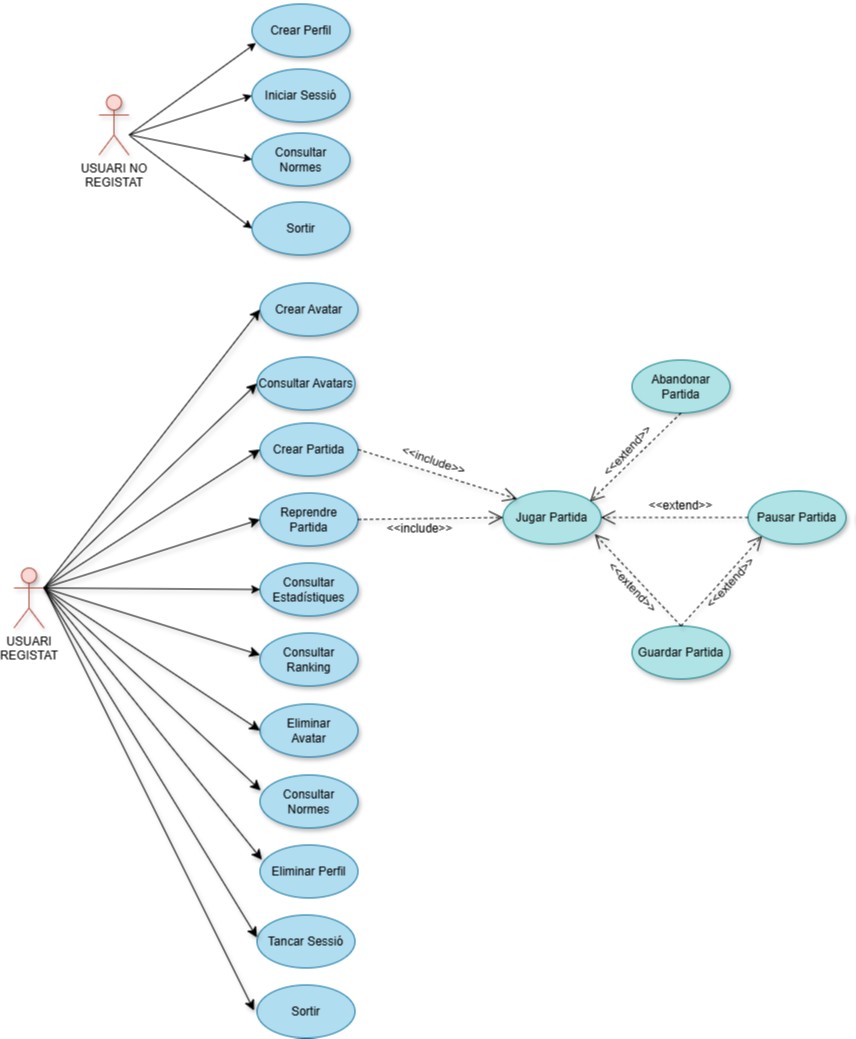 Crear Perfil
Iniciar Sessió
Consultar
Normes
Sortir
USUARI NO
REGISTAT
Crear Avatar
Consultar Avatars
Crear Partida
Reprendre
Partida
Consultar
Estadístiques
Consultar
Ranking
Eliminar
Avatar
Consultar
Normes
Eliminar Perfil
Tancar Sessió
Sortir
USUARI
REGISTAT
<<include>>
<<include>>
Jugar Partida
Abandonar
Partida
<<extend>>
<<extend>>
Pausar Partida
<<extend>>
<<extend>>
Guardar Partida